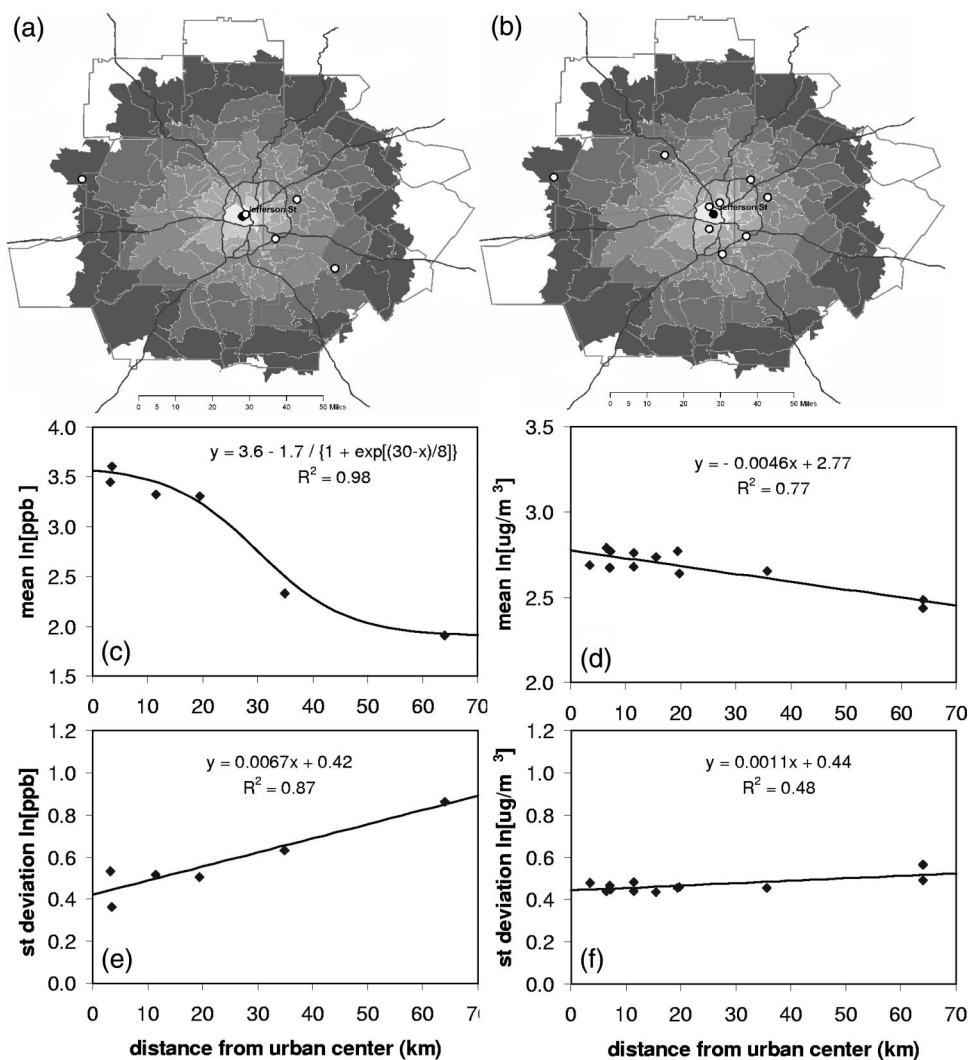 (a)
Jefferson St
0 5 10 20 30 40 50 Miles
(b)
Jefferson St
0 5 10 20 30 40 50 Miles
4.0
3.5
3.0
2.5
2.0
1.5
mean ln[ppb ]
y = 3.6 - 1.7 / {1 + exp[(30-x)/8]}
R² = 0.98
(c)
0 10 20 30 40 50 60 70
3.5
3.0
2.5
2.0
mean ln[ug/m ³]
y = - 0.0046x + 2.77
R² = 0.77
(d)
0 10 20 30 40 50 60 70
1.2
1.0
0.8
0.6
0.4
0.2
0.0
st deviation ln[ppb]
y = 0.0067x + 0.42
R² = 0.87
(e)
0 10 20 30 40 50 60 70
distance from urban center (km)
1.2
1.0
0.8
0.6
0.4
0.2
0.0
st deviation ln[ug/m ³]
y = 0.0011x + 0.44
R² = 0.48
(f)
0 10 20 30 40 50 60 70
distance from urban center (km)